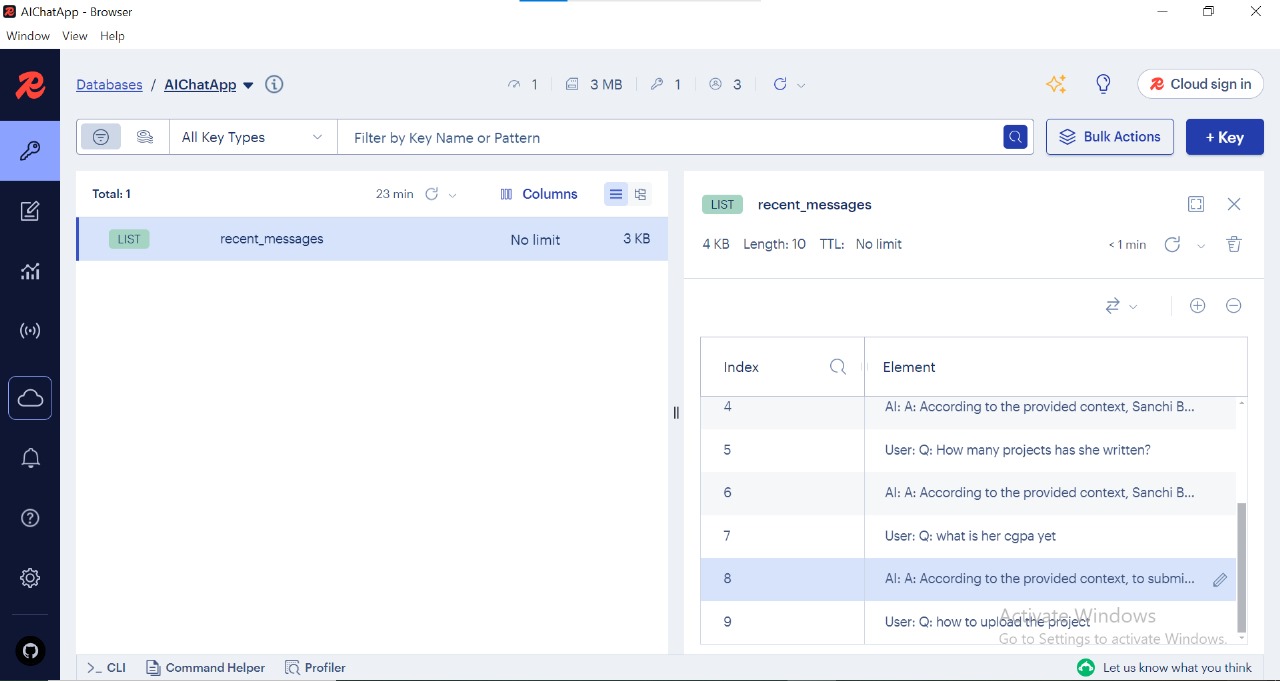 AIChatApp - Browser
Window View Help
Databases / AIChatApp
1 3 MB 1 3
Cloud sign in
All Key Types
Filter by Key Name or Pattern
Bulk Actions
+ Key
Total: 1
23 min
Columns
LIST recent_messages No limit 3 KB
LIST recent_messages
4 KB Length: 10 TTL: No limit
< 1 min
Index Element
4 AI: A: According to the provided context, Sanchi B...
5 User: Q: How many projects has she written?
6 AI: A: According to the provided context, Sanchi B...
7 User: Q: what is her cgpa yet
8 AI: A: According to the provided context, to submi...
9 User: Q: how to upload the project
Activate Windows
Go to Settings to activate Windows.
>_ CLI Command Helper Profiler
Let us know what you think